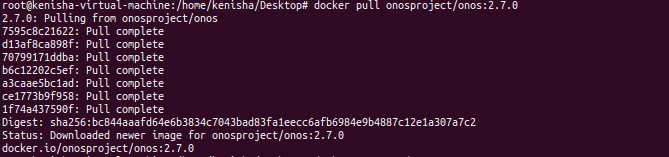 root@kenisha-virtual-machine:/home/kenisha/Desktop# docker pull onosproject/onos:2.7.0
2.7.0: Pulling from onosproject/onos
7595c8c21622: Pull complete
d13af8ca898f: Pull complete
70799171ddba: Pull complete
b6c12202c5ef: Pull complete
a3caae5bc1ad: Pull complete
ce1773b9f958: Pull complete
1f74a437590f: Pull complete
Digest: sha256:bc844aaafd64e6b3834c7043bad83fa1eecc6afb6984e9b4887c12e1a307a7c2
Status: Downloaded newer image for onosproject/onos:2.7.0
docker.io/onosproject/onos:2.7.0